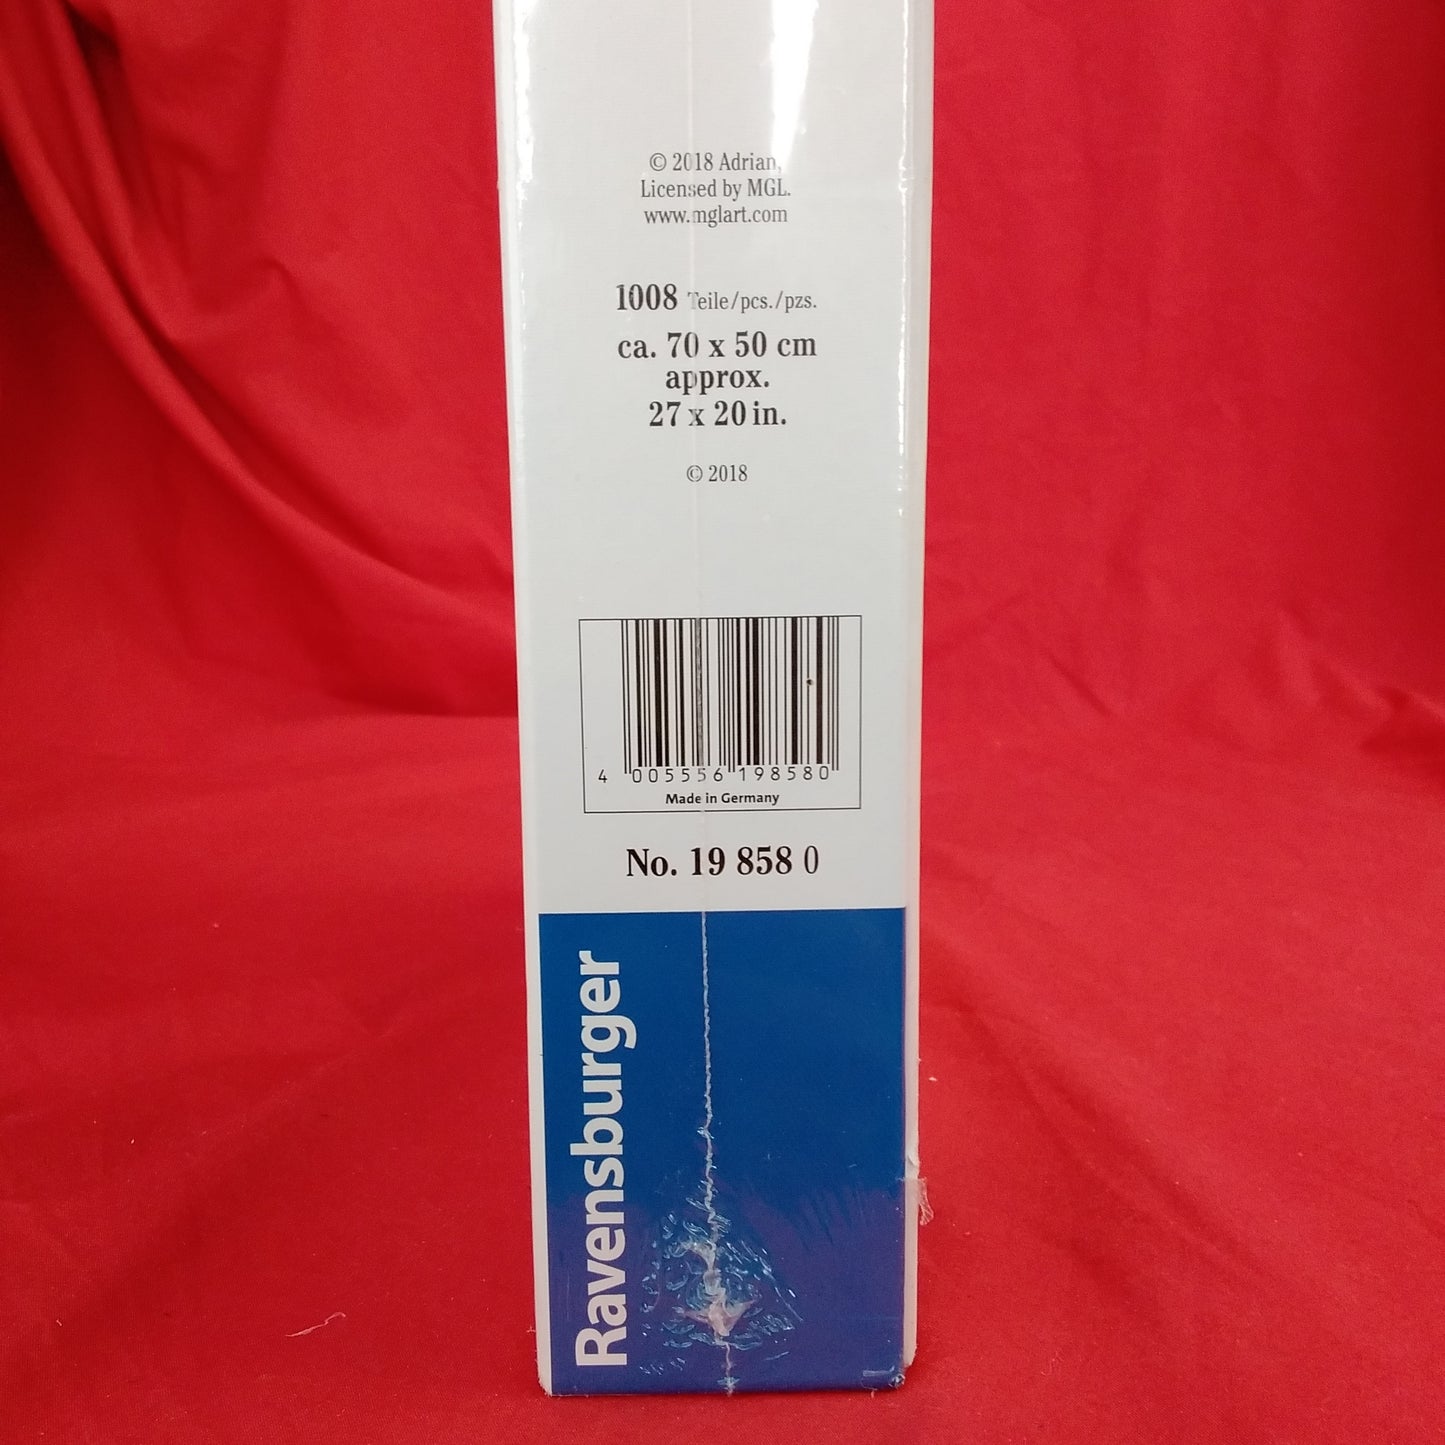 © 2018 Adrian,
Licensed by MGL.
www.mglart.com
1008 Teile/pcs./pzs.
ca. 70 x 50 cm
approx.
27 x 20 in.
© 2018
4 005556 198580
Made in Germany
No. 19 858 0
Ravensburger